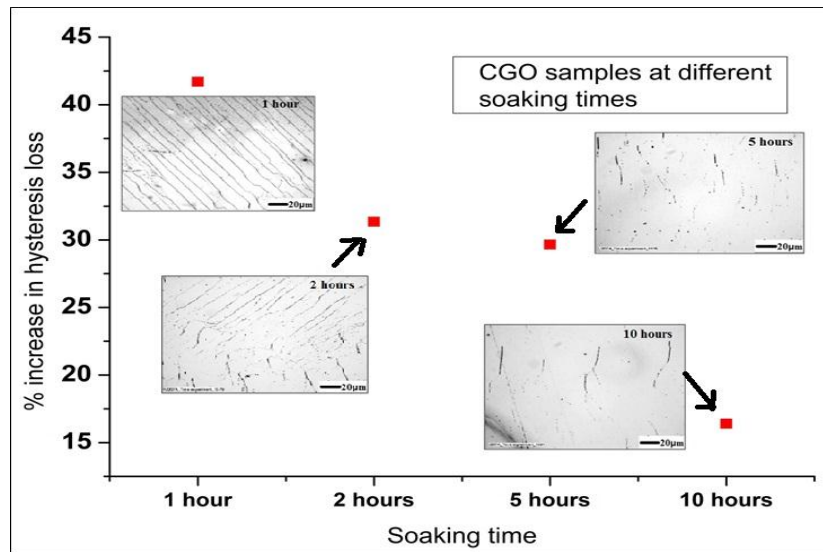 % increase in hysteresis loss
45
40
35
30
25
20
15
CGO samples at different
soaking times
1 hour
20µm
5 hours
20µm
2 hours
20µm
10 hours
20µm
1 hour
2 hours
5 hours
10 hours
Soaking time